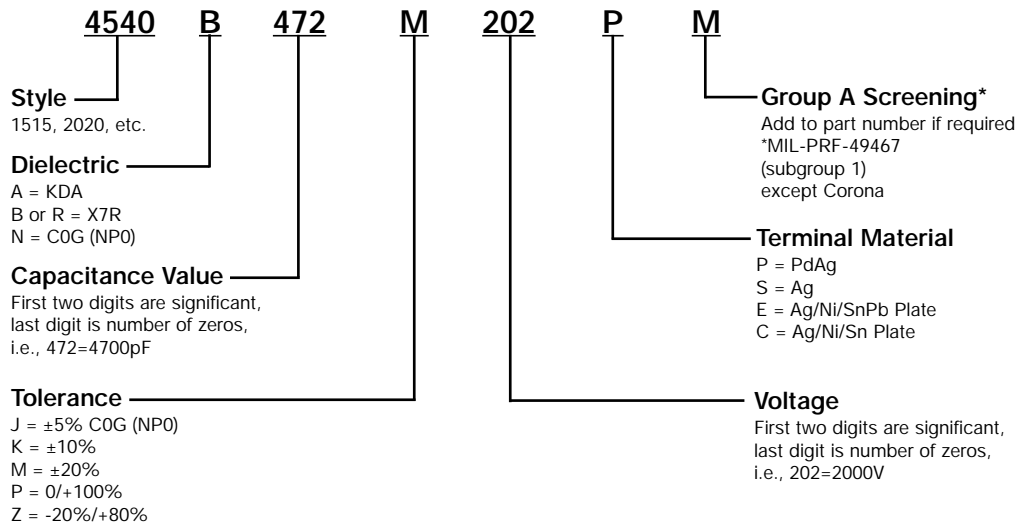 4540 B 472 M 202 P M
Style
1515, 2020, etc.
Dielectric
A = KDA
B or R = X7R
N = C0G (NP0)
Capacitance Value
First two digits are significant,
last digit is number of zeros,
i.e., 472=4700pF
Tolerance
J = ±5% C0G (NP0)
K = ±10%
M = ±20%
P = 0/+100%
Z = -20%/+80%
Group A Screening*
Add to part number if required
*MIL-PRF-49467
(subgroup 1)
except Corona
Terminal Material
P = PdAg
S = Ag
E = Ag/Ni/SnPb Plate
C = Ag/Ni/Sn Plate
Voltage
First two digits are significant,
last digit is number of zeros,
i.e., 202=2000V